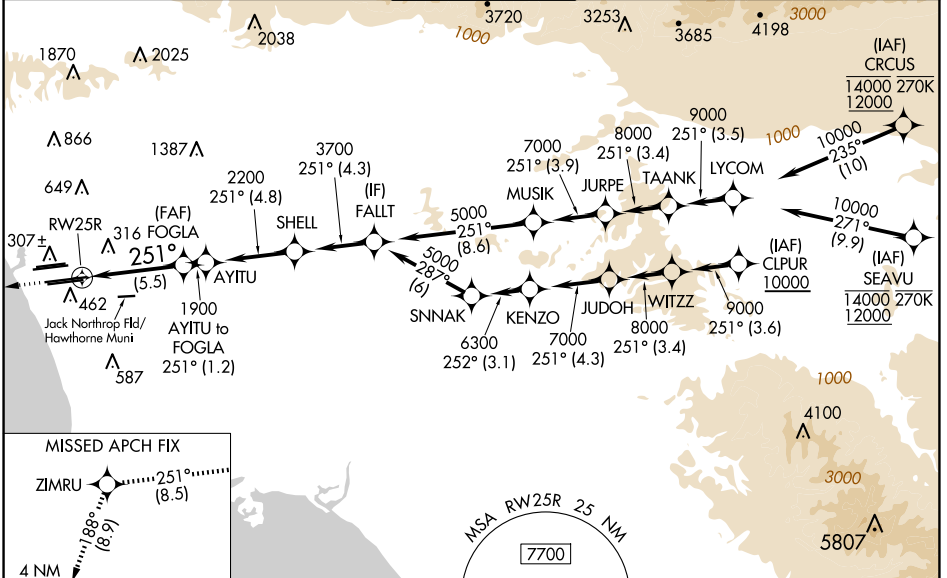 3720
3253
3000
4198
3685
2038
1000
1870
2025
(IAF)
CRCUS
14000 270K
12000
866
1387
649
3700
251° (4.3)
2200
251° (4.8)
7000
251° (3.9)
8000
251° (3.4)
9000
251° (3.5)
1000
10000
235°
(10)
LYCOM
TAANK
JURPE
MUSIK
(IF)
FALLT
SHELL
(FAF)
FOGLA
RW25R
307±
316
251°
(5.5)
AYITU
5000
251°
(8.6)
10000
271°
(9.9)
(IAF)
SEAVU
14000 270K
12000
(IAF)
CLPUR
10000
5000
287°
(6)
462
Jack Northrop Fld/
Hawthorne Muni
1900
AYITU to
FOGLA
251° (1.2)
SNNAK
KENZO
JUDOH
WITZZ
6300
252° (3.1)
7000
251° (4.3)
8000
251° (3.4)
9000
251° (3.6)
587
1000
4100
3000
5807
MISSED APCH FIX
ZIMRU
251°
(8.5)
188°
(8.9)
4 NM
MSA RW25R 25 NM
7700